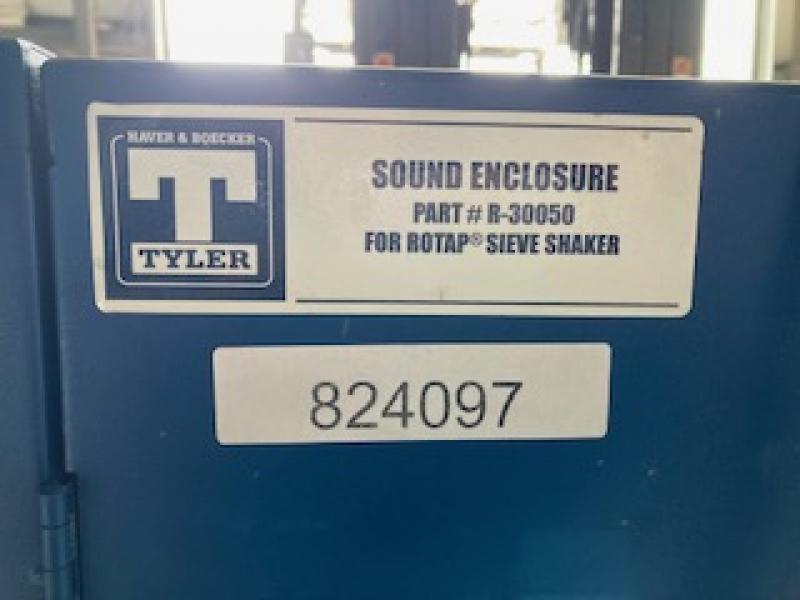 HAVER & BOECKER
T
TYLER
SOUND ENCLOSURE
PART # R-30050
FOR ROTAP® SIEVE SHAKER
824097